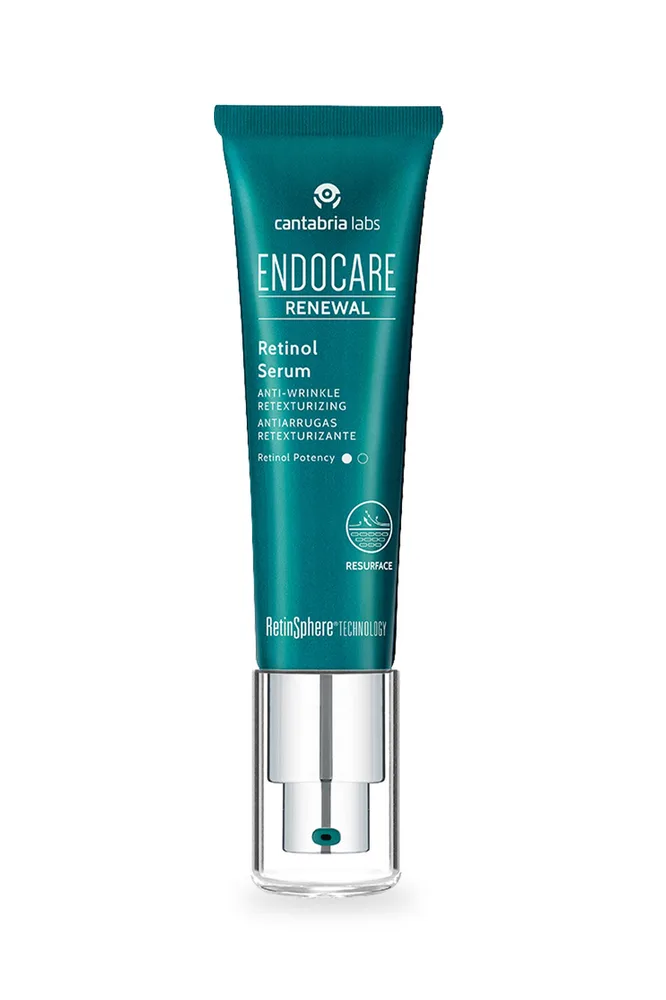 cantabria labs
ENDOCARE
RENEWAL
Retinol
Serum
ANTI-WRINKLE
RETEXTURIZING
ANTIARRUGAS
RETEXTURIZANTE
Retinol Potency
RESURFACE
RetinSphere® TECHNOLOGY